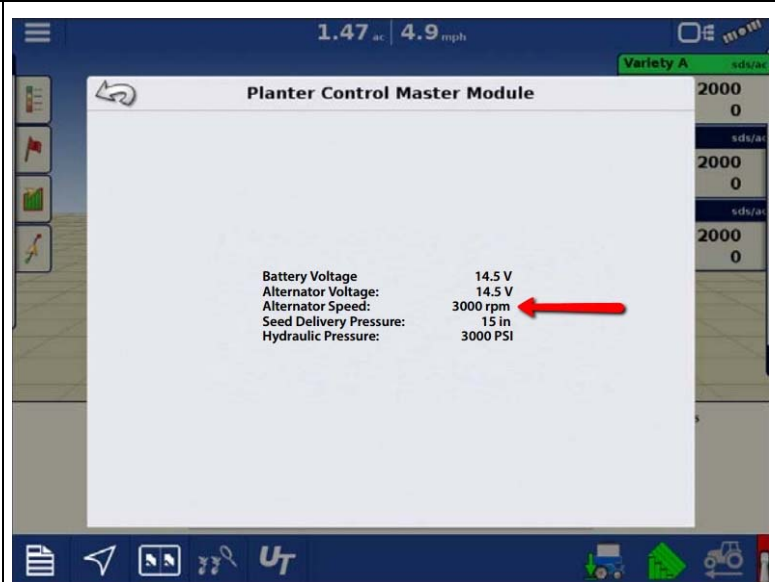 1.47 ac 4.9 mph
Variety A sds/ac
Planter Control Master Module
2000
0
sds/ac
2000
0
sds/ac
2000
0
Battery Voltage 14.5 V
Alternator Voltage: 14.5 V
Alternator Speed: 3000 rpm
Seed Delivery Pressure: 15 in
Hydraulic Pressure: 3000 PSI
s
UT